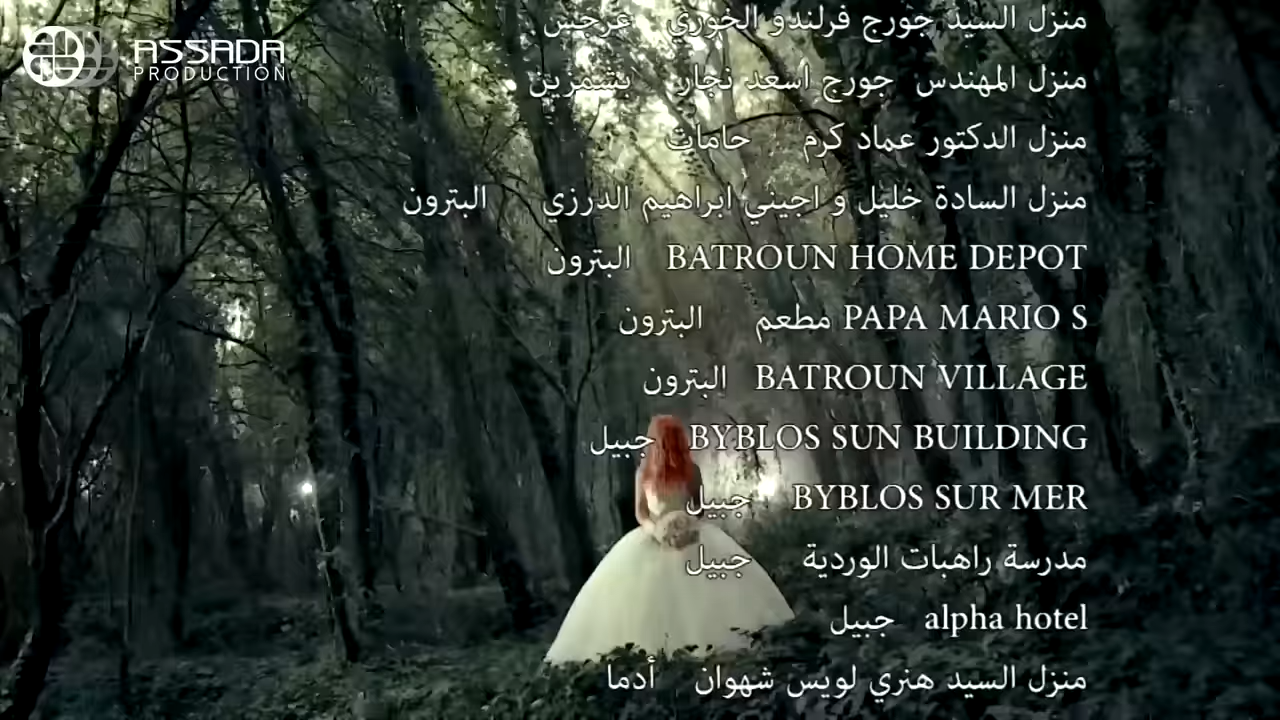 ASSADA
PRODUCTION
منزل السيد جورج فرلندو الخوري عرجس
منزل المهندس جورج اسعد نجار بشمزين
منزل الدكتور عماد كرم حامات
منزل السادة خليل و اجيني ابراهيم الدرزي البترون
BATROUN HOME DEPOT البترون
PAPA MARIO S مطعم البترون
BATROUN VILLAGE البترون
BYBLOS SUN BUILDING جبيل
BYBLOS SUR MER جبيل
مدرسة راهبات الوردية جبيل
alpha hotel جبيل
منزل السيد هنري لويس شهوان أدما